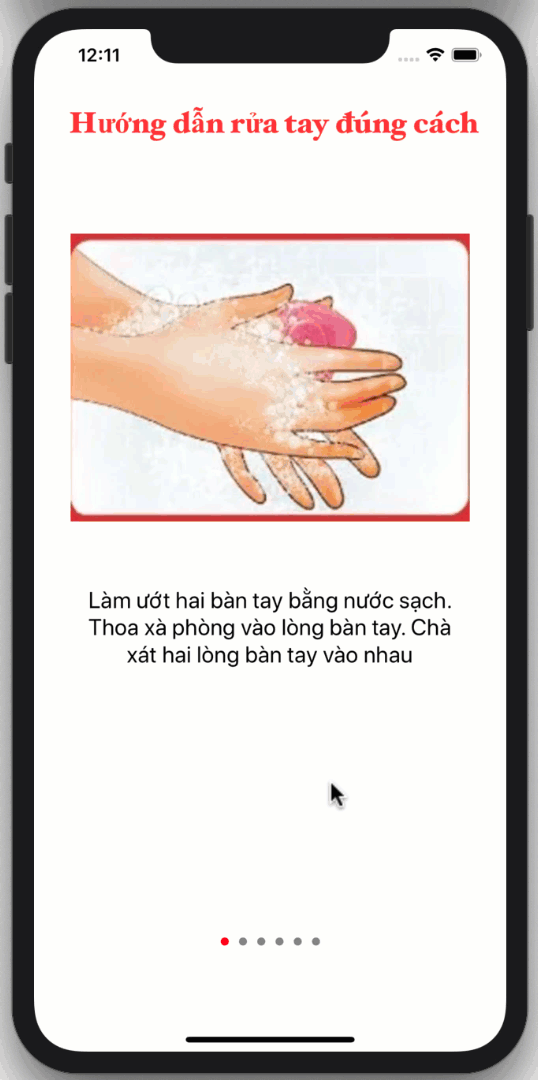 12:11
Hướng dẫn rửa tay đúng cách
Làm ướt hai bàn tay bằng nước sạch.
Thoa xà phòng vào lòng bàn tay. Chà
xát hai lòng bàn tay vào nhau